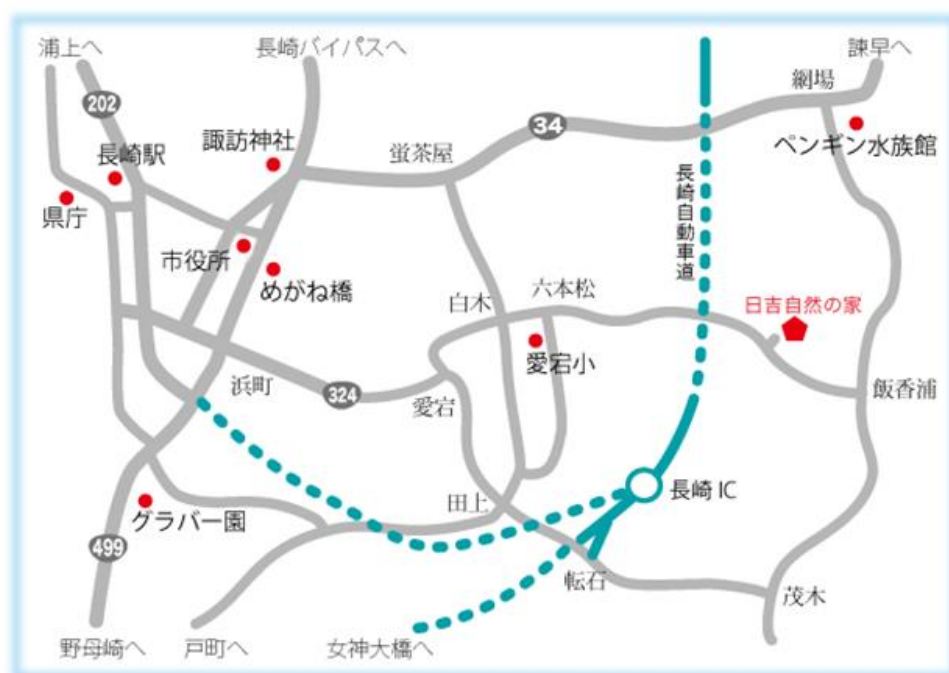 浦上へ
長崎バイパスへ
諫早へ
網場
202
34
諏訪神社
蛍茶屋
ペンギン水族館
長崎駅
長崎自動車道
県庁
市役所
めがね橋
白木
六本松
日吉自然の家
愛宕小
浜町
324
愛宕
飯香浦
長崎 IC
田上
グラバー園
499
転石
茂木
野母崎へ
戸町へ
女神大橋へ